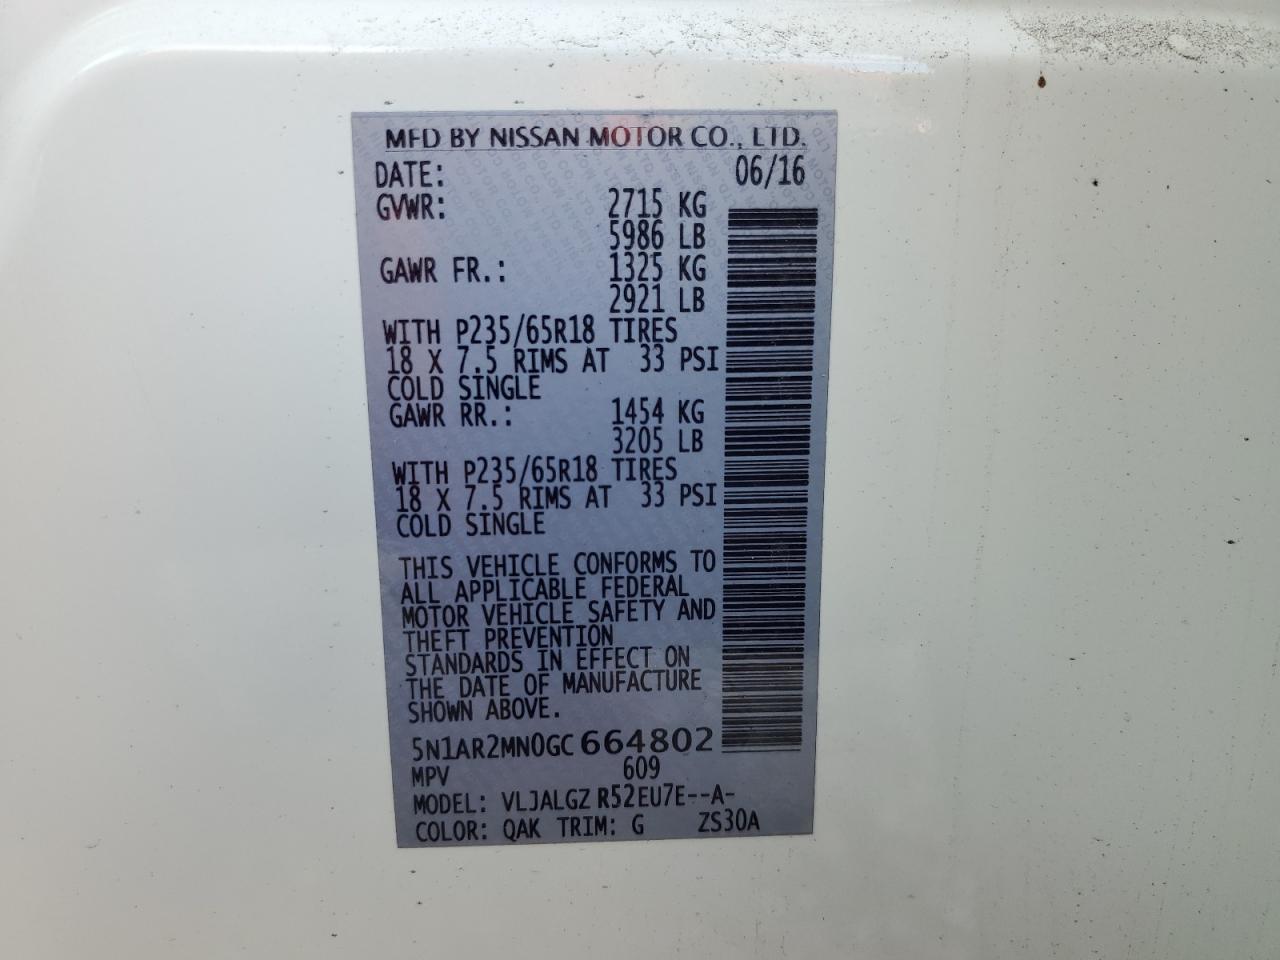 MFD BY NISSAN MOTOR CO., LTD.
DATE: 06/16
GVWR: 2715 KG
5986 LB
GAWR FR.: 1325 KG
2921 LB
WITH P235/65R18 TIRES
18 X 7.5 RIMS AT 33 PSI
COLD SINGLE
GAWR RR.: 1454 KG
3205 LB
WITH P235/65R18 TIRES
18 X 7.5 RIMS AT 33 PSI
COLD SINGLE
THIS VEHICLE CONFORMS TO
ALL APPLICABLE FEDERAL
MOTOR VEHICLE SAFETY AND
THEFT PREVENTION
STANDARDS IN EFFECT ON
THE DATE OF MANUFACTURE
SHOWN ABOVE.
5N1AR2MN0GC 664802
MPV 609
MODEL: VLJALGZ R52EU7E--A-
COLOR: QAK TRIM: G ZS30A